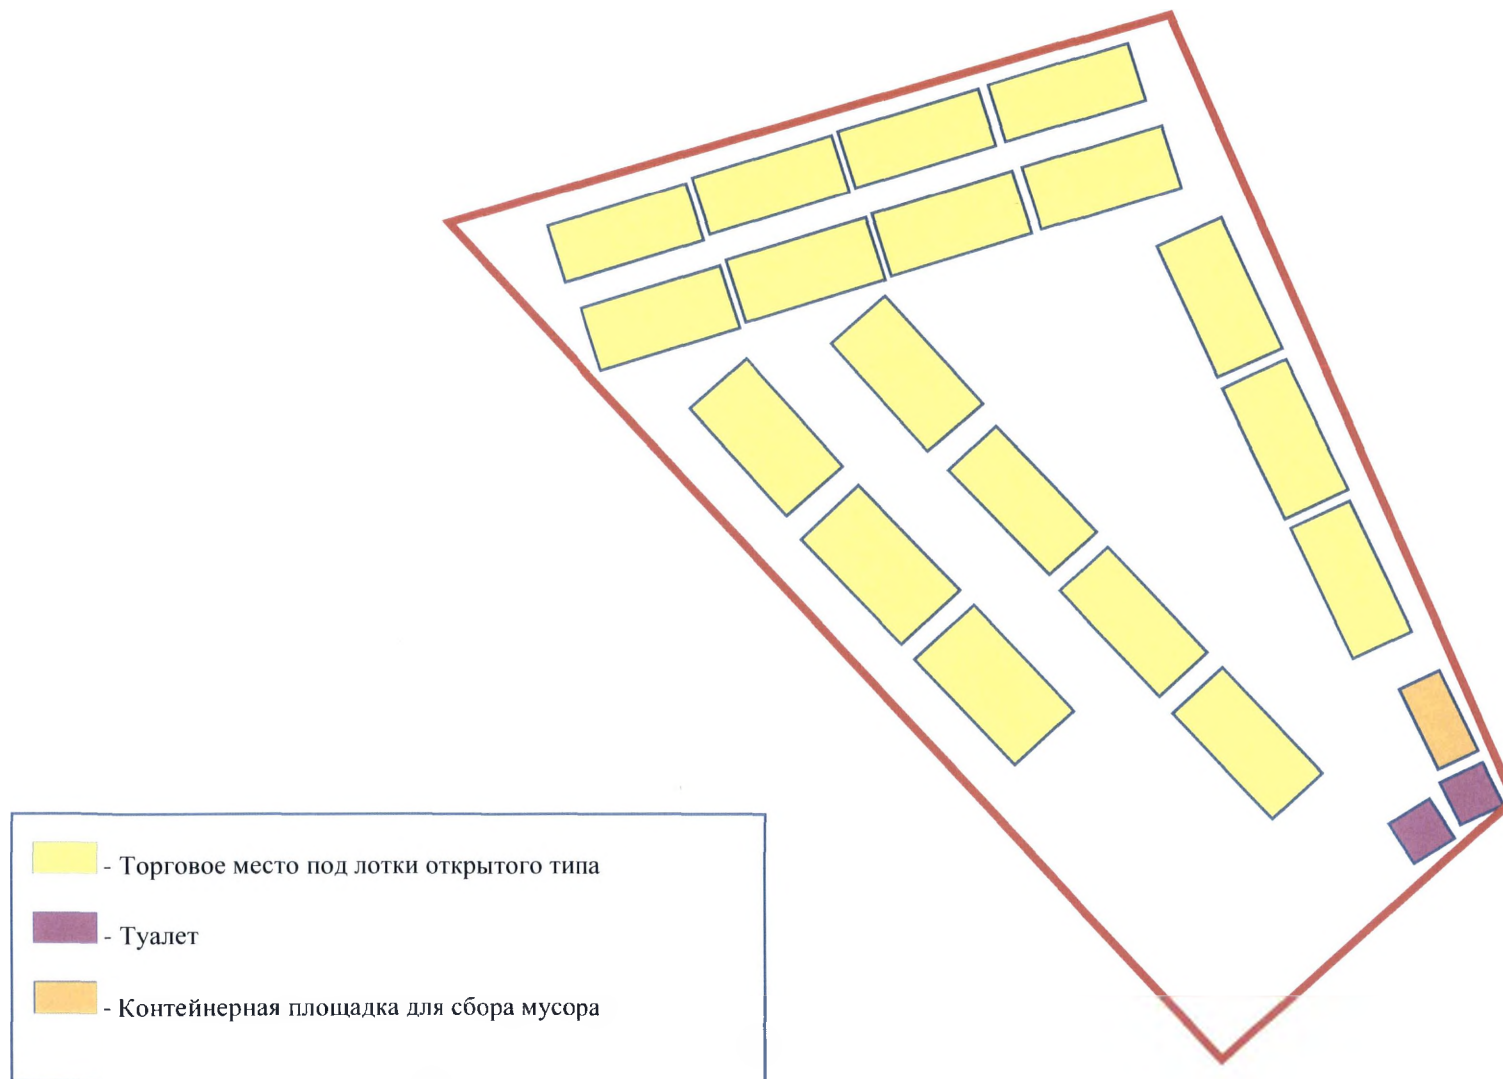 - Торговое место под лотки открытого типа
- Туалет
- Контейнерная площадка для сбора мусора